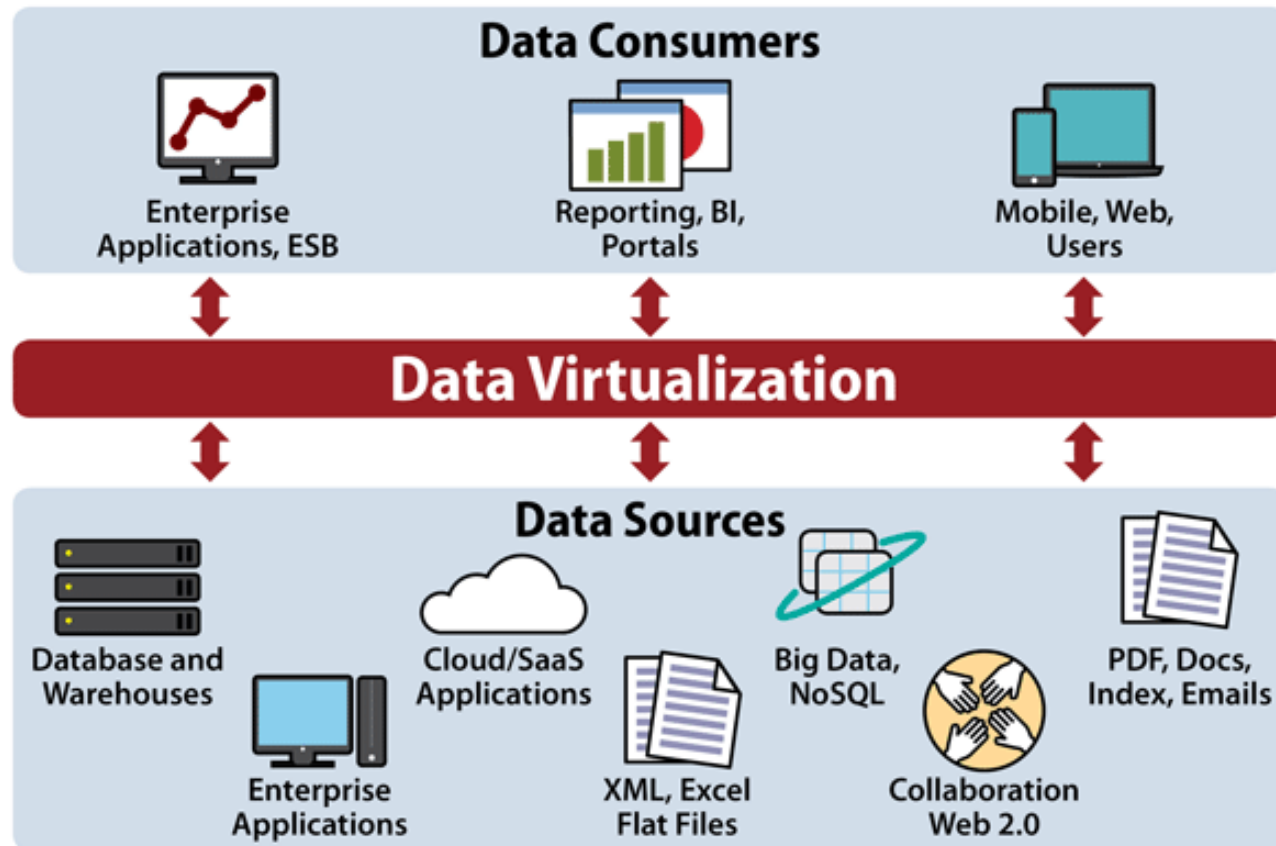 Data Consumers
Enterprise
Applications, ESB
Reporting, BI,
Portals
Mobile, Web,
Users
Data Virtualization
Data Sources
Database and
Warehouses
Enterprise
Applications
Cloud/SaaS
Applications
XML, Excel
Flat Files
Big Data,
NoSQL
Collaboration
Web 2.0
PDF, Docs,
Index, Emails